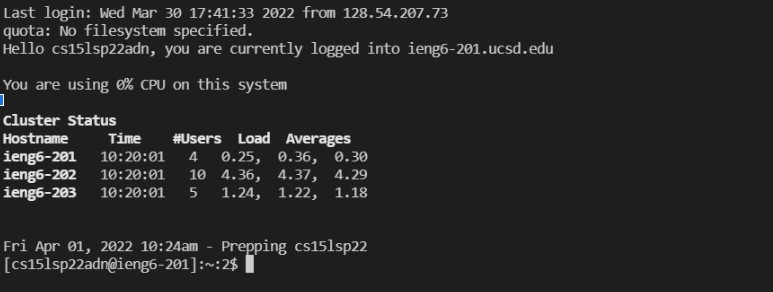 Last login: Wed Mar 30 17:41:33 2022 from 128.54.207.73
quota: No filesystem specified.
Hello cs15lsp22adn, you are currently logged into ieng6-201.ucsd.edu
You are using 0% CPU on this system
Cluster Status
Hostname Time #Users Load Averages
ieng6-201 10:20:01 4 0.25, 0.36, 0.30
ieng6-202 10:20:01 10 4.36, 4.37, 4.29
ieng6-203 10:20:01 5 1.24, 1.22, 1.18
Fri Apr 01, 2022 10:24am - Prepping cs15lsp22
[cs15lsp22adn@ieng6-201]:~:2$